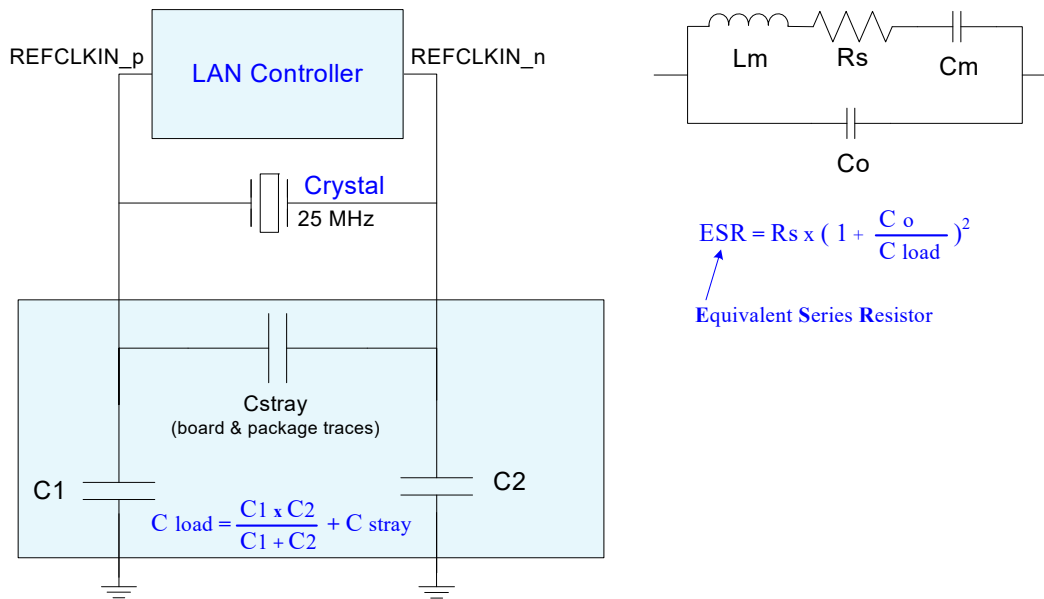 REFCLKIN_p
LAN Controller
REFCLKIN_n
Crystal
25 MHz
Cstray
(board & package traces)
C1
C2
C load = C1 x C2 / C1 + C2 + C stray
Lm
Rs
Cm
Co
ESR = Rs x ( 1 + C o / C load )²
Equivalent Series Resistor